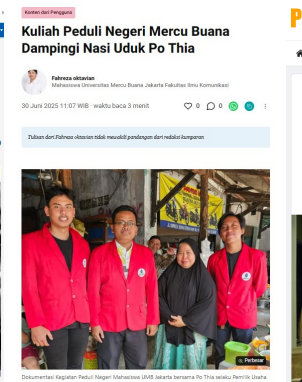 Konten dari Pengguna
Kuliah Peduli Negeri Mercu Buana
Dampingi Nasi Uduk Po Thia
Fahreza oktavian
Mahasiswa Universitas Mercu Buana Jakarta Fakultas Ilmu Komunikasi
30 Juni 2025 11:07 WIB · waktu baca 3 menit
0
0
Tulisan dari Fahreza oktavian tidak mewakili pandangan dari redaksi kumparan
Perbesar
Dokumentasi Kegiatan Peduli Negeri Mahasiswa UMB Jakarta bersama Po Thia selaku Pemilik Usaha
P